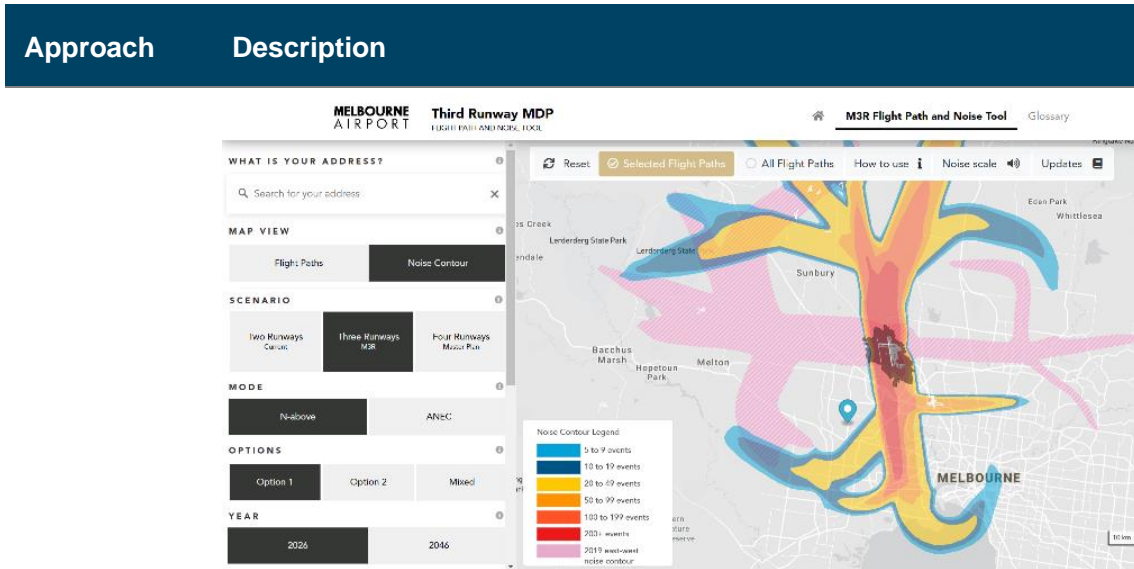 Approach Description
MELBOURNE
AIRPORT
Third Runway MDP
FLIGHT PATH AND NOISE TOOL
M3R Flight Path and Noise Tool
Glossary
WHAT IS YOUR ADDRESS?
Search for your address
MAP VIEW
Flight Paths
Noise Contour
SCENARIO
Two Runways
Current
Three Runways
M3R
Four Runways
Master Plan
MODE
N-above
ANEC
OPTIONS
Option 1
Option 2
Mixed
YEAR
2026
2046
Reset
Selected Flight Paths
All Flight Paths
How to use
Noise scale
Updates
Eden Park
Whittlesea
Creek
Lerderderg State Park
Lerderderg State
Sunbury
Bacchus
Marsh
Hopetoun
Park
Melton
MELBOURNE
Noise Contour Legend
5 to 9 events
10 to 19 events
20 to 49 events
50 to 99 events
100 to 199 events
200+ events
2019 east-west
noise contour
10 km